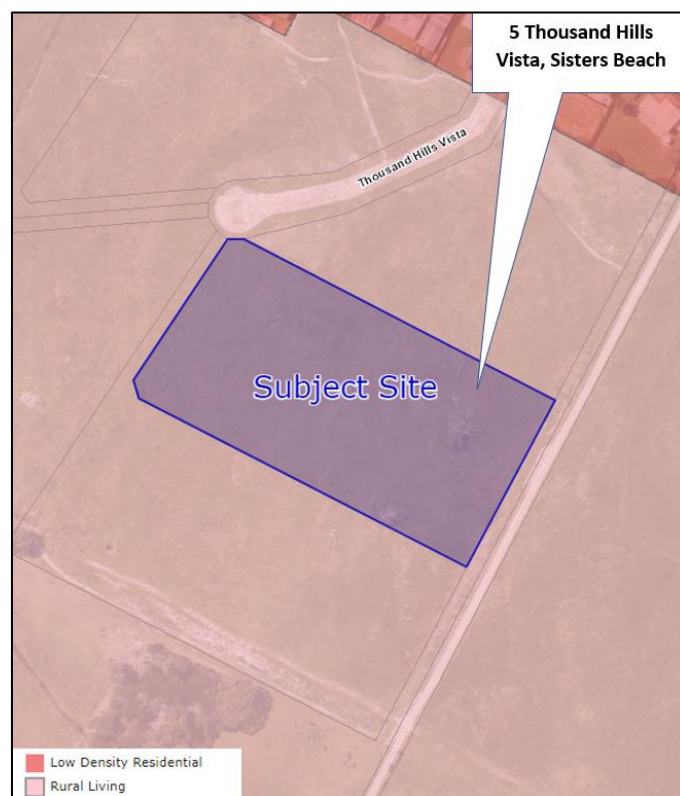 5 Thousand Hills
Vista, Sisters Beach
Thousand Hills Vista
Subject Site
Low Density Residential
Rural Living